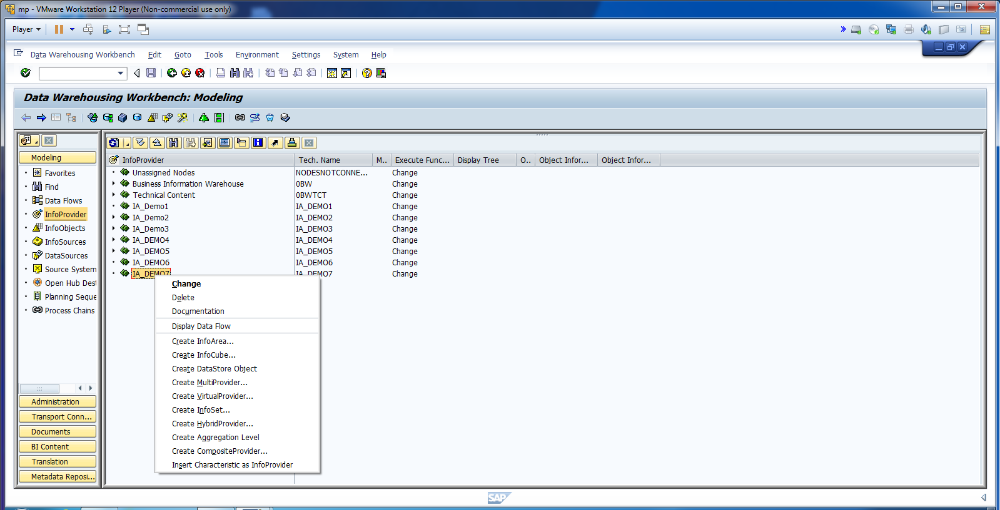 mp - VMware Workstation 12 Player (Non-commercial use only)
Player
Data Warehousing Workbench Edit Goto Tools Environment Settings System Help
Data Warehousing Workbench: Modeling
Modeling
Favorites
Find
Data Flows
InfoProvider
InfoObjects
InfoSources
DataSources
Source System
Open Hub Dest
Planning Seque
Process Chains
Administration
Transport Conn...
Documents
BI Content
Translation
Metadata Reposi...
InfoProvider Tech. Name M.. Execute Func... Display Tree O.. Object Infor... Object Infor...
Unassigned Nodes NODESNOTCONNE... Change
Business Information Warehouse 0BW Change
Technical Content 0BWTCT Change
IA_Demo1 IA_DEMO1 Change
IA_Demo2 IA_DEMO2 Change
IA_Demo3 IA_DEMO3 Change
IA_DEMO4 IA_DEMO4 Change
IA_DEMO5 IA_DEMO5 Change
IA_DEMO6 IA_DEMO6 Change
IA_DEMO7 IA_DEMO7 Change
Change
Delete
Documentation
Display Data Flow
Create InfoArea...
Create InfoCube...
Create DataStore Object
Create MultiProvider...
Create VirtualProvider...
Create InfoSet...
Create HybridProvider...
Create Aggregation Level
Create CompositeProvider...
Insert Characteristic as InfoProvider
SAP